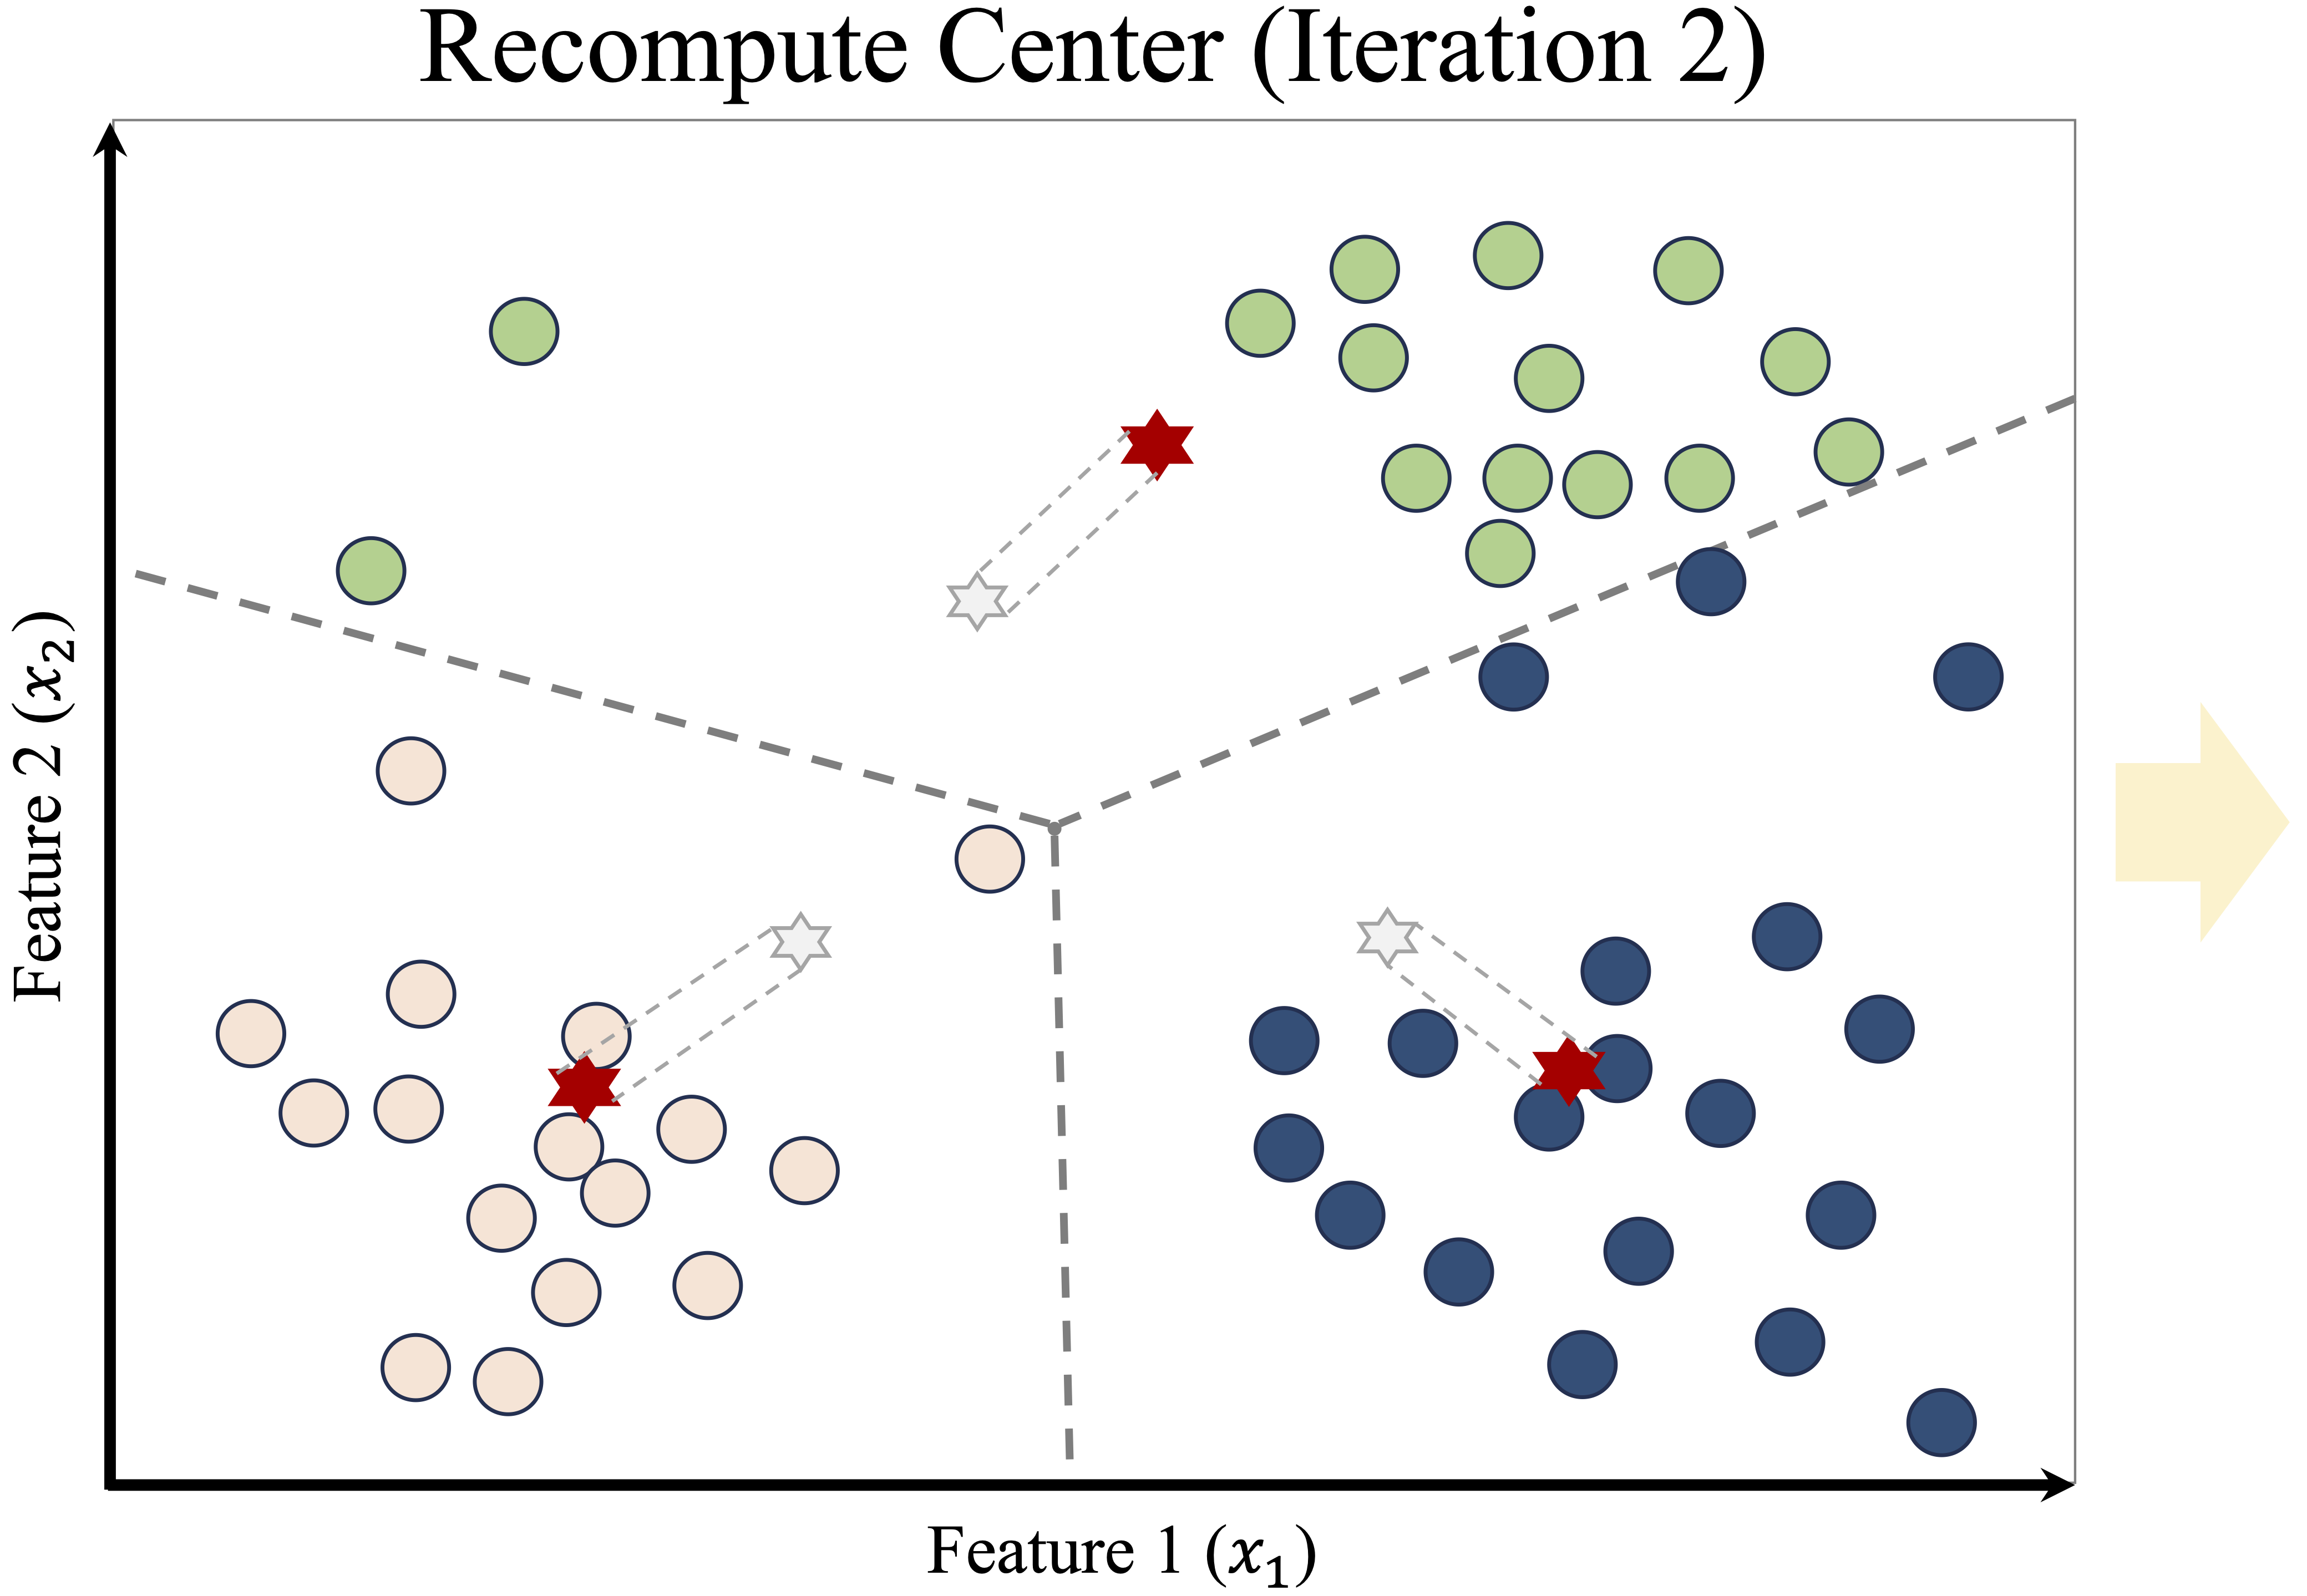 Recompute Center (Iteration 2)
Feature 2 (x₂)
Feature 1 (x₁)